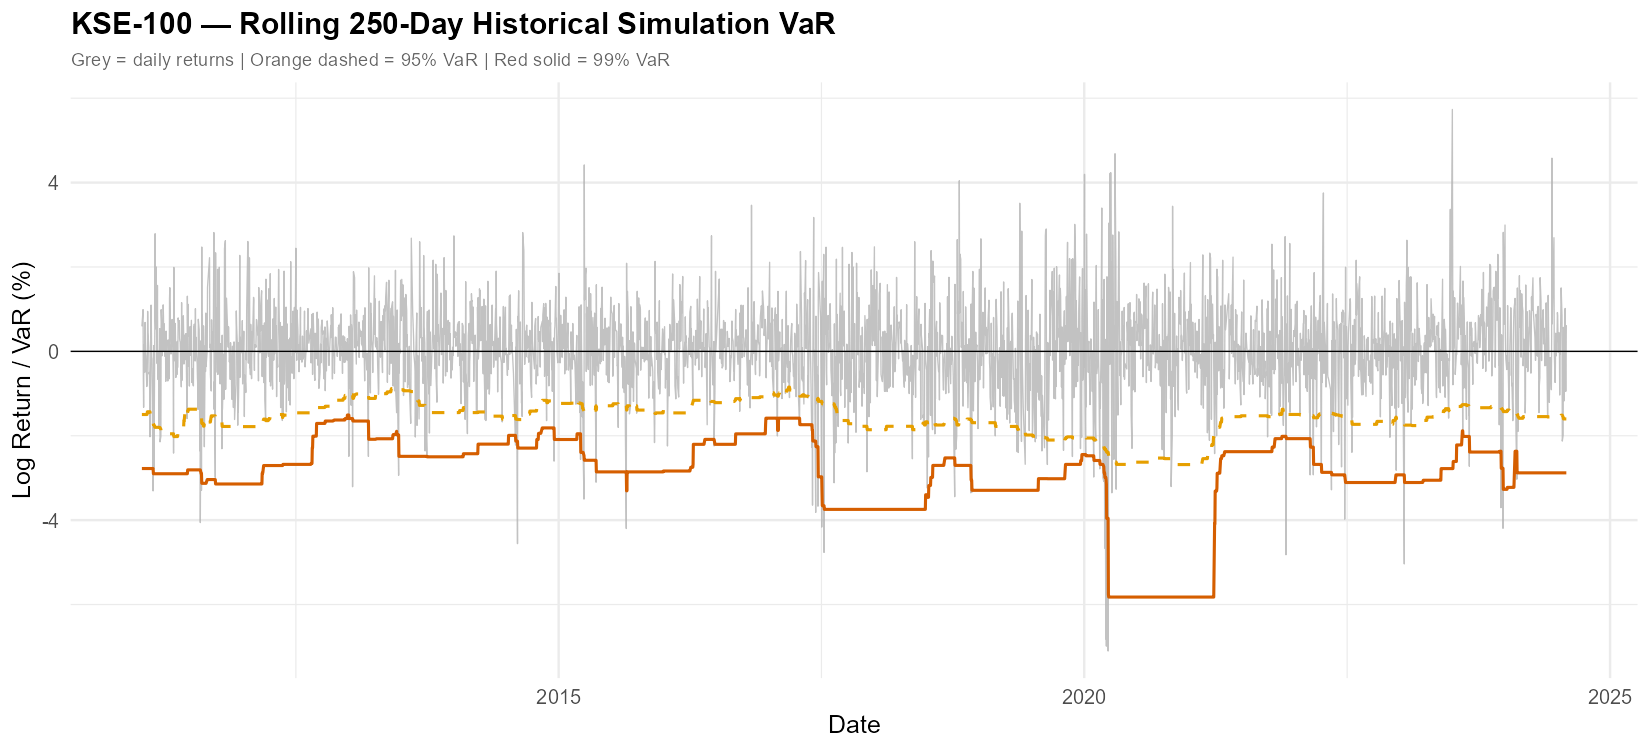 KSE-100 — Rolling 250-Day Historical Simulation VaR
Grey = daily returns | Orange dashed = 95% VaR | Red solid = 99% VaR
Log Return / VaR (%)
4
0
-4
2015
2020
2025
Date